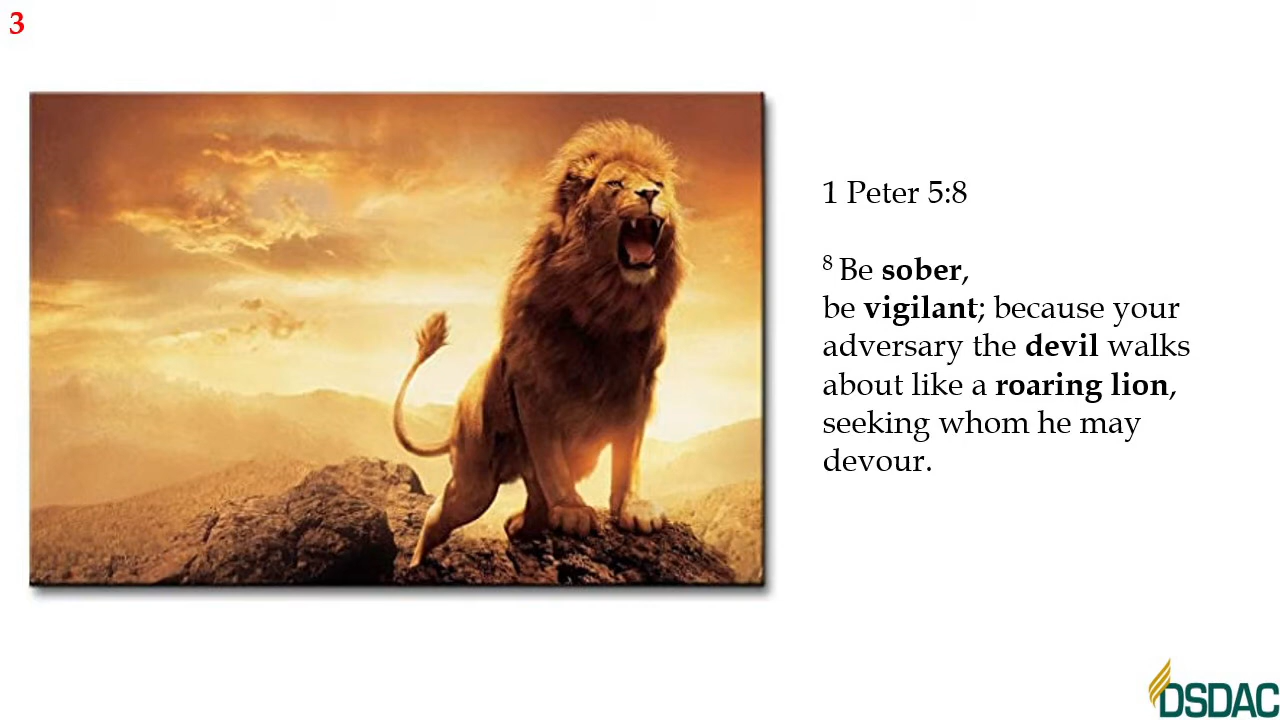 3
1 Peter 5:8
8 Be sober,
be vigilant; because your
adversary the devil walks
about like a roaring lion,
seeking whom he may
devour.
DSDAC